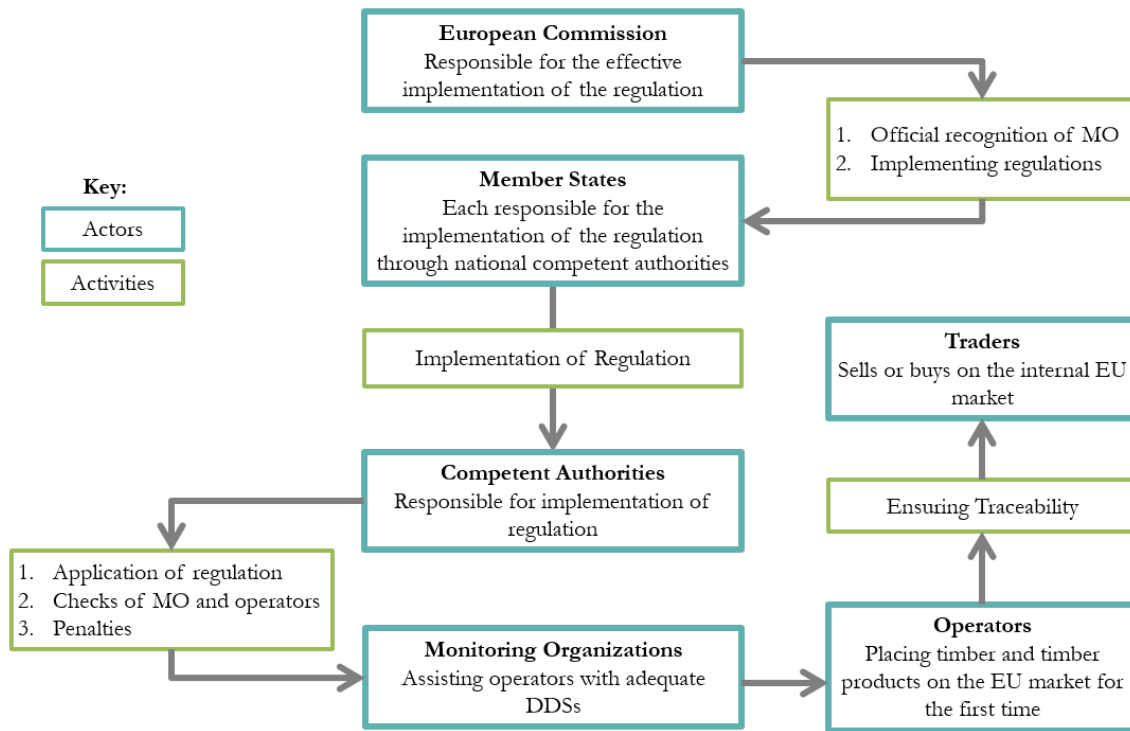 European Commission
Responsible for the effective
implementation of the regulation
1. Official recognition of MO
2. Implementing regulations
Member States
Each responsible for the
implementation of the regulation
through national competent authorities
Key:
Actors
Activities
Implementation of Regulation
Traders
Sells or buys on the internal EU
market
Competent Authorities
Responsible for implementation of
regulation
Ensuring Traceability
1. Application of regulation
2. Checks of MO and operators
3. Penalties
Monitoring Organizations
Assisting operators with adequate
DDSs
Operators
Placing timber and timber
products on the EU market for
the first time